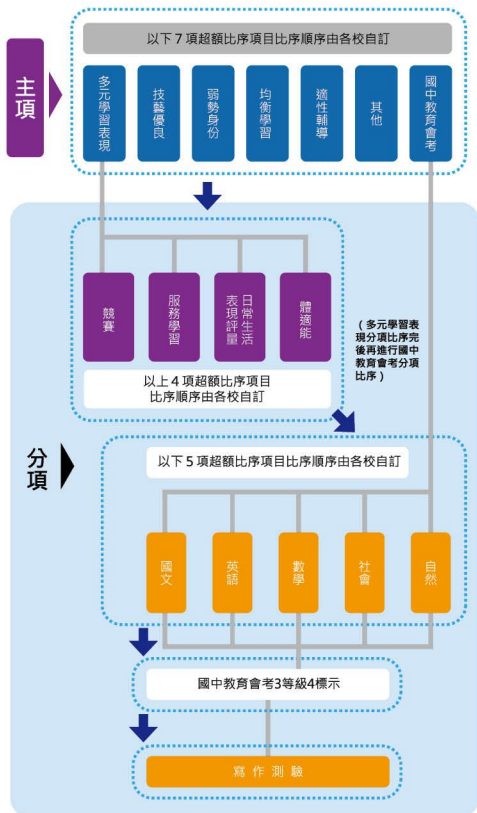 以下7項超額比序項目比序順序由各校自訂
主項
多元學習表現
技藝優良
弱勢身份
均衡學習
適性輔導
其他
國中教育會考
競賽
服務學習
日常生活
表現評量
體適能
(多元學習表
現分項比序完
後再進行國中
教育會考分項
比序)
以上4項超額比序項目
比序順序由各校自訂
分項
以下5項超額比序項目比序順序由各校自訂
國文
英語
數學
社會
自然
國中教育會考3等級4標示
寫作測驗